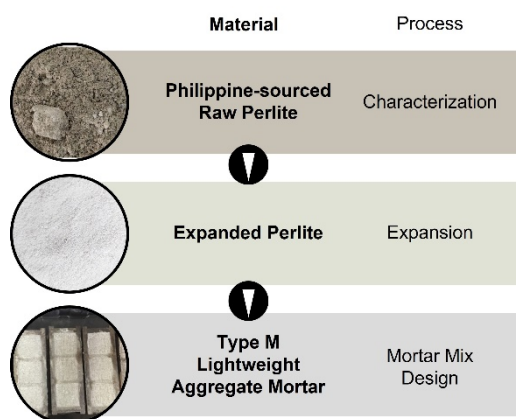 Material Process
Philippine-sourced
Raw Perlite
Characterization
Expanded Perlite
Expansion
Type M
Lightweight
Aggregate Mortar
Mortar Mix
Design